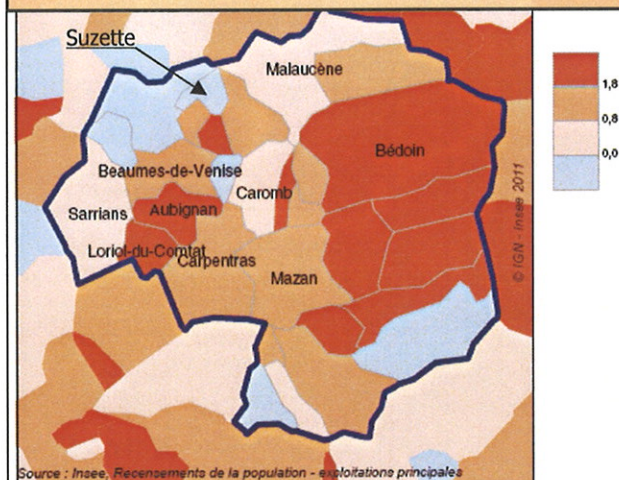 Suzette
Malaucène
1,8
0,8
Bédoin
0,0
Beaumes-de-Venise
Caromb
Sarrians
Aubignan
Loriol-du-Comtat
Carpentras
Mazan
© IGN - Insee 2011
Source : Insee, Recensements de la population - exploitations principales